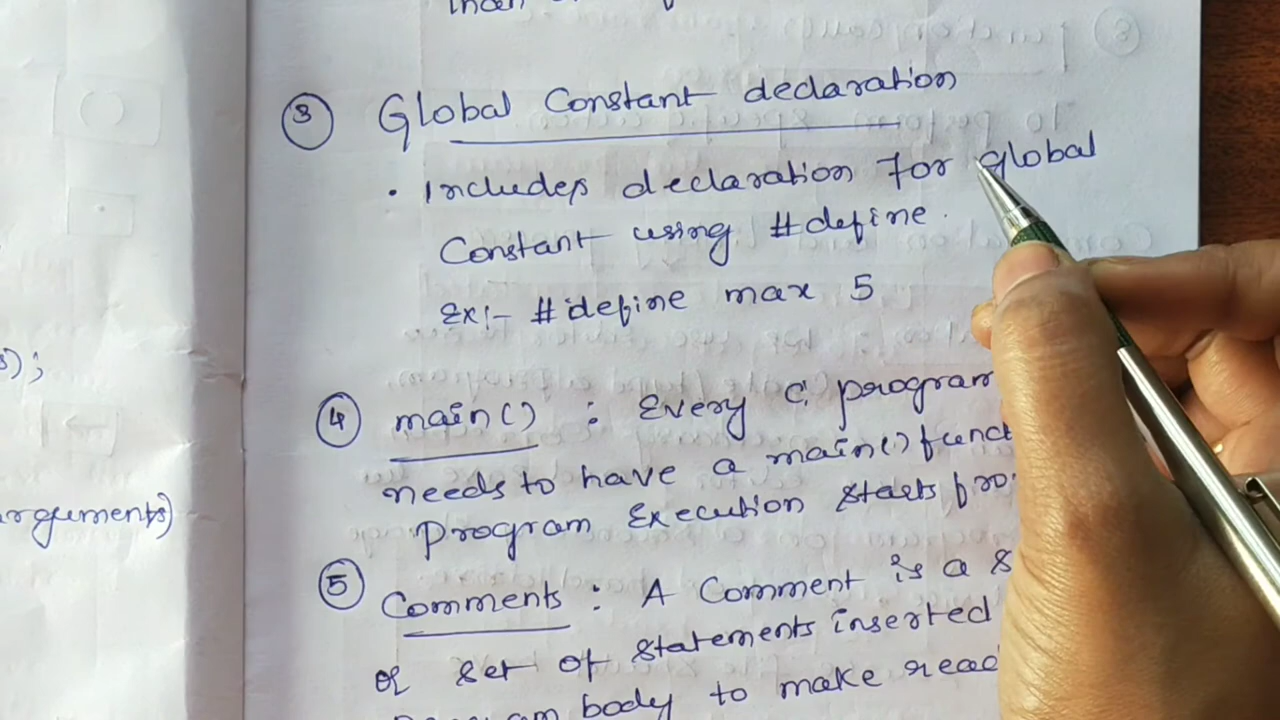 ③ Global Constant declaration
• Includes declaration for global
Constant using #define.
Ex:- #define max 5
s);
④ main() : Every C program
needs to have a main() funct
arguments)
program Execution starts fro
⑤ Comments : A Comment is a S
or set of statements inserted
body to make read